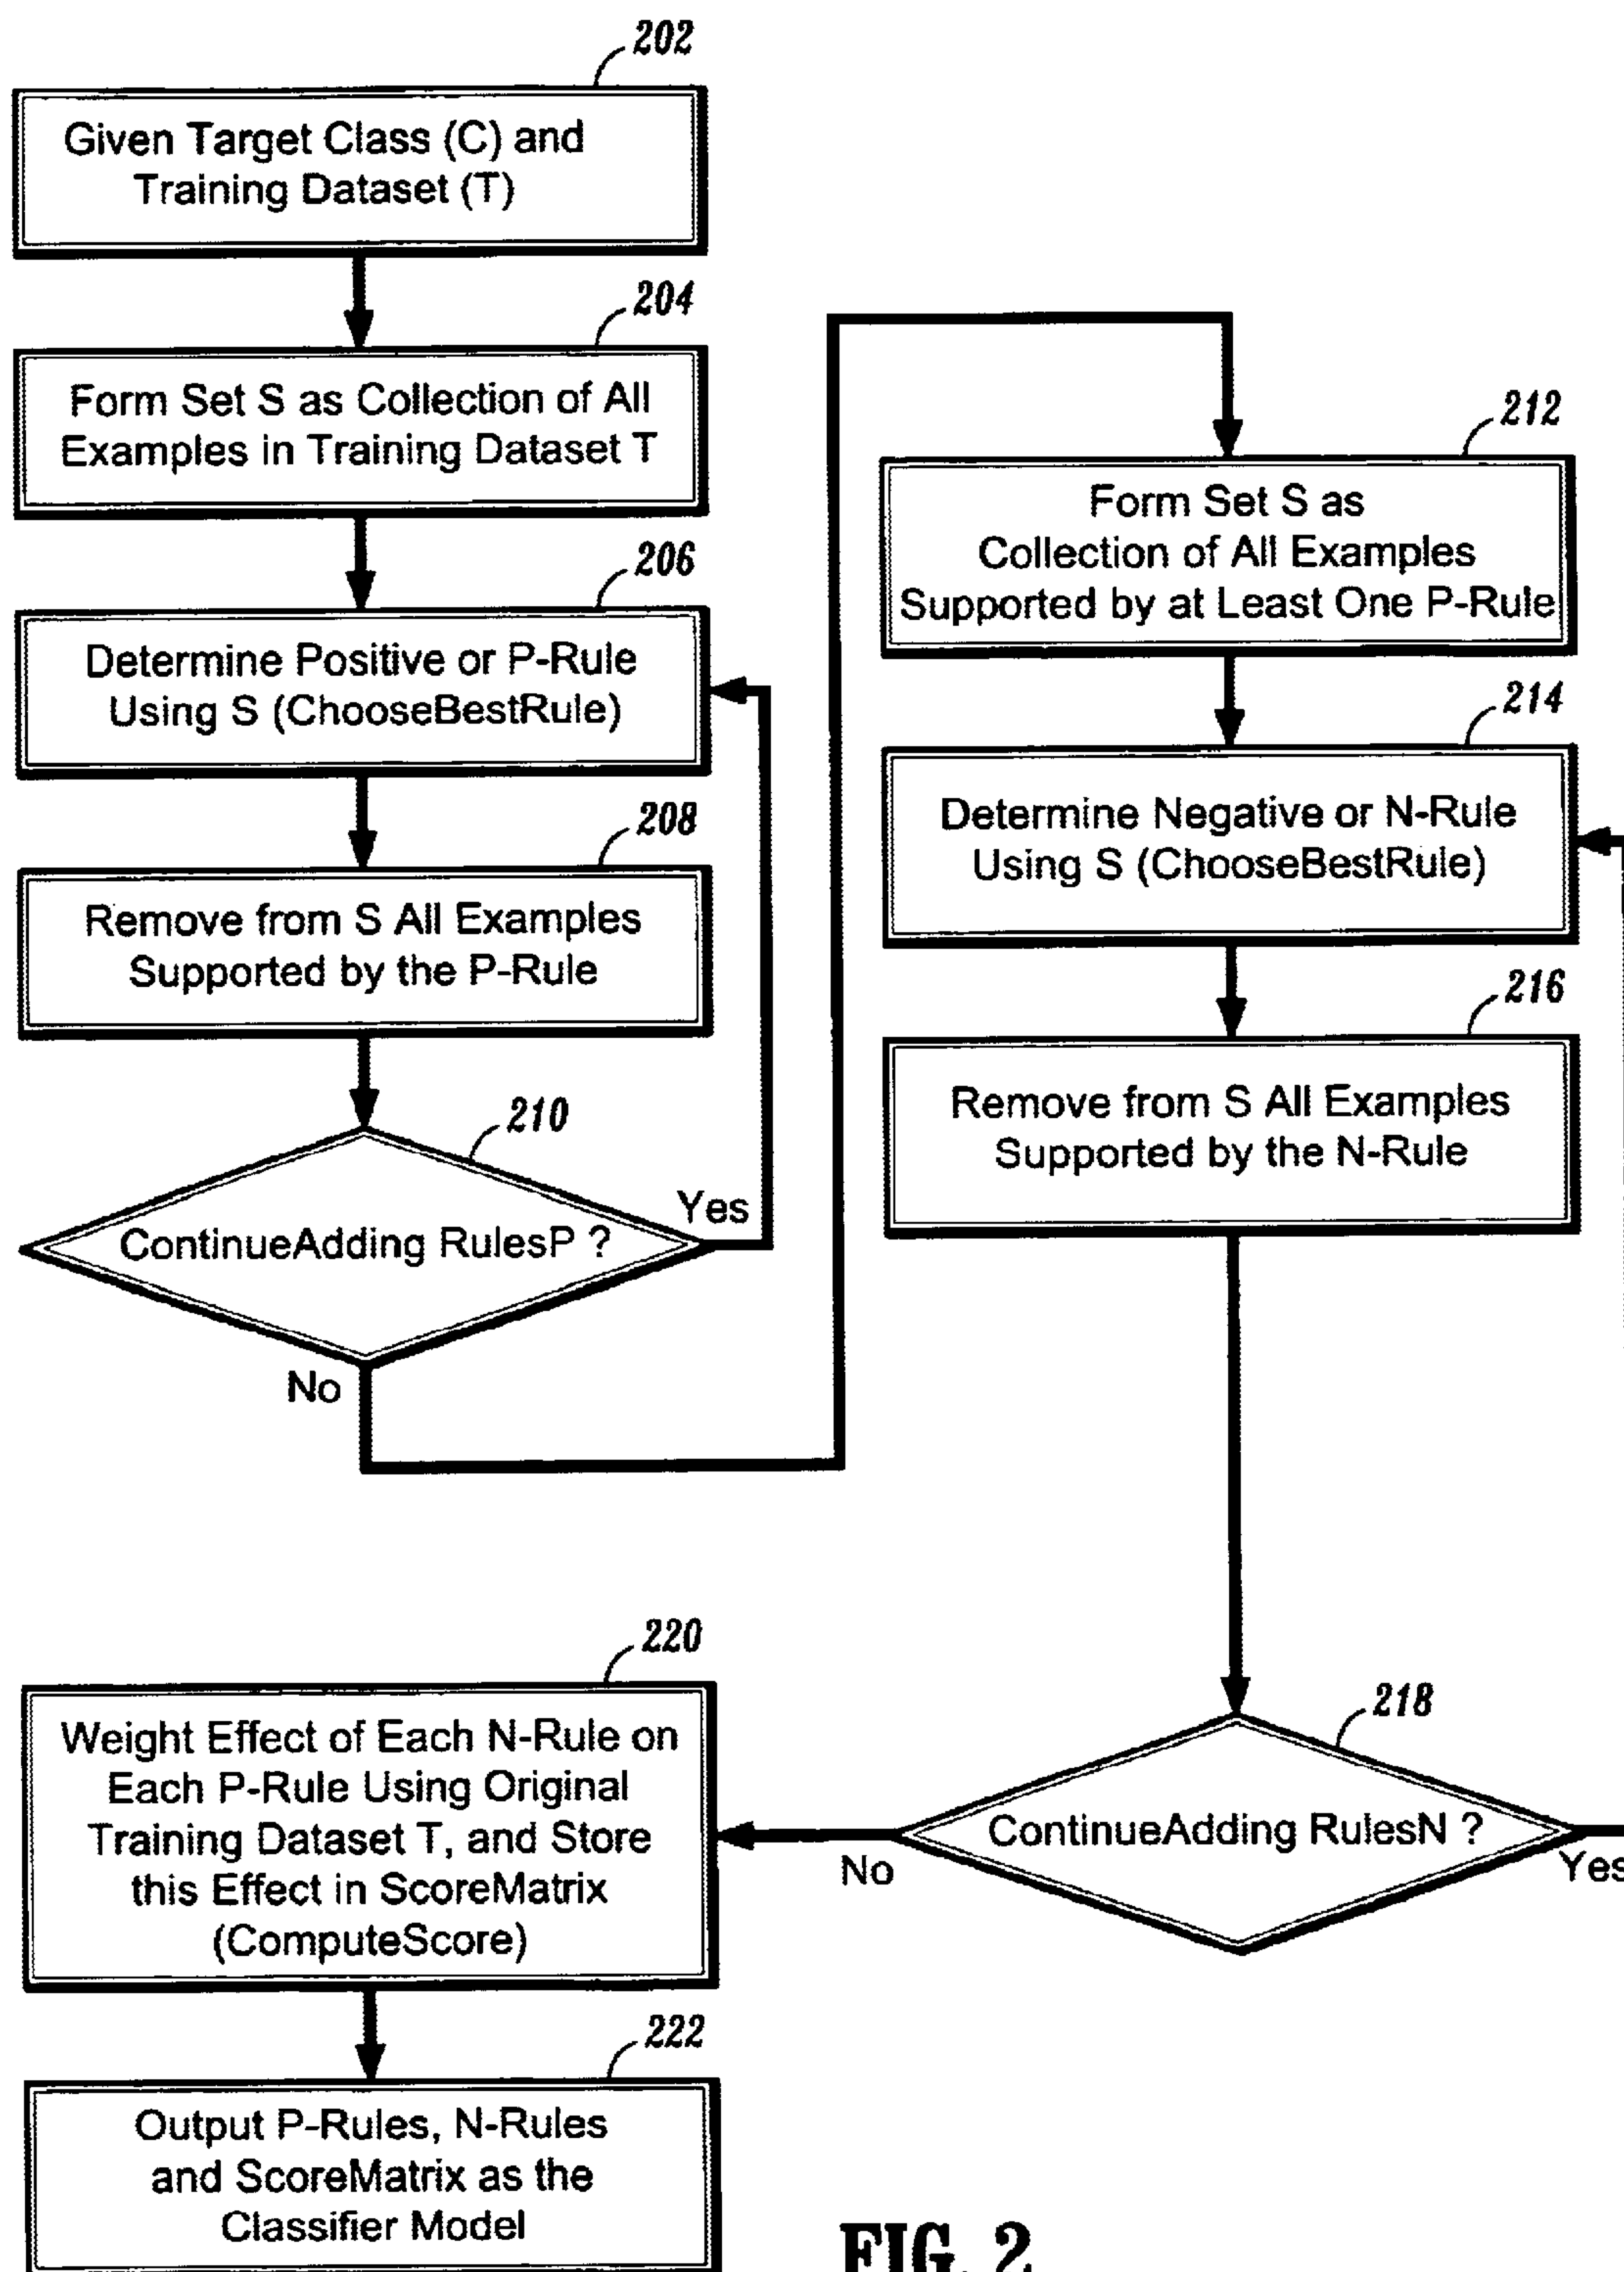 202
Given Target Class (C) and
Training Dataset (T)
204
Form Set S as Collection of All
Examples in Training Dataset T
206
Determine Positive or P-Rule
Using S (ChooseBestRule)
208
Remove from S All Examples
Supported by the P-Rule
210
ContinueAdding RulesP ?
Yes
No
212
Form Set S as
Collection of All Examples
Supported by at Least One P-Rule
214
Determine Negative or N-Rule
Using S (ChooseBestRule)
216
Remove from S All Examples
Supported by the N-Rule
218
ContinueAdding RulesN ?
Yes
No
220
Weight Effect of Each N-Rule on
Each P-Rule Using Original
Training Dataset T, and Store
this Effect in ScoreMatrix
(ComputeScore)
222
Output P-Rules, N-Rules
and ScoreMatrix as the
Classifier Model
FIG. 2